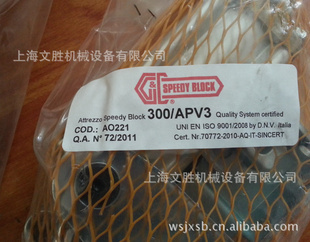 上海文胜机械设备有限公司
SPEEDY BLOCK
Attrezzo Speedy Block 300/APV3 Quality System certified
COD.: AO221 UNI EN ISO 9001/2008 by D.N.V. Italia
Q.A. N° 72/2011 Cert. Nr.70772-2010-AQ-IT-SINCERT
上海文胜机械设备有限公司
wsjxsb.cn.alibaba.com